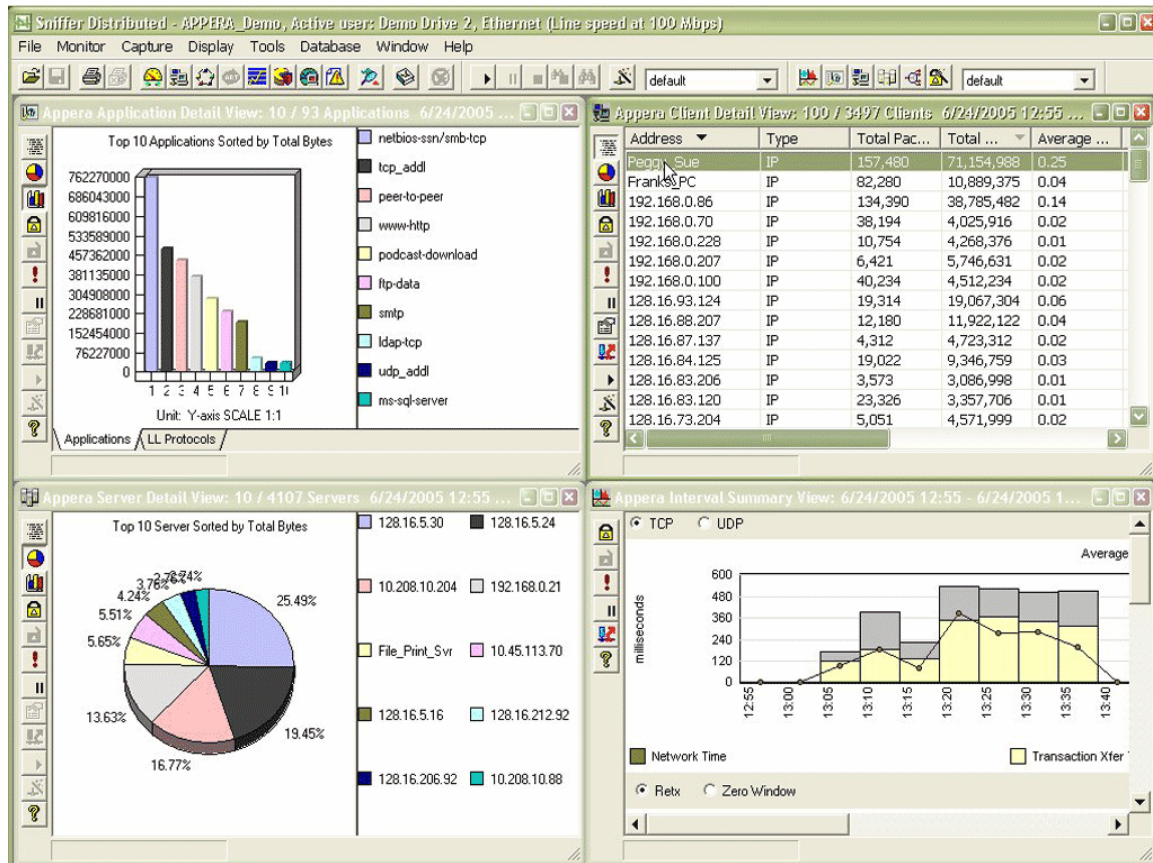 Sniffer Distributed - APPERA_Demo, Active user: Demo Drive 2, Ethernet (Line speed at 100 Mbps)
File Monitor Capture Display Tools Database Window Help
default
default
Appera Application Detail View: 10 / 93 Applications 6/24/2005 12:55 ...
Top 10 Applications Sorted by Total Bytes
762270000
686043000
609816000
533589000
457362000
381135000
304908000
228681000
152454000
76227000
0
1 2 3 4 5 6 7 8 9 10
Unit: Y-axis SCALE 1:1
netbios-ssn/smb-tcp
tcp_addl
peer-to-peer
www-http
podcast-download
ftp-data
smtp
ldap-tcp
udp_addl
ms-sql-server
Applications LL Protocols
Appera Client Detail View: 100 / 3497 Clients 6/24/2005 12:55 ...
Address Type Total Pac... Total ... Average ...
Peggy_Sue IP 157,480 71,154,988 0.25
Franks_PC IP 82,280 10,889,375 0.04
192.168.0.86 IP 134,390 38,785,482 0.14
192.168.0.70 IP 38,194 4,025,916 0.02
192.168.0.228 IP 10,754 4,268,376 0.01
192.168.0.207 IP 6,421 5,746,631 0.02
192.168.0.100 IP 40,234 4,512,234 0.02
128.16.93.124 IP 19,314 19,067,304 0.06
128.16.88.207 IP 12,180 11,922,122 0.04
128.16.87.137 IP 4,312 4,723,312 0.02
128.16.84.125 IP 19,022 9,346,759 0.03
128.16.83.206 IP 3,573 3,086,998 0.01
128.16.83.120 IP 23,326 3,357,706 0.01
128.16.73.204 IP 5,051 4,571,999 0.02
Appera Server Detail View: 10 / 4107 Servers 6/24/2005 12:55 ...
Top 10 Server Sorted by Total Bytes
25.49%
19.45%
16.77%
13.63%
5.65%
5.51%
4.24%
3.76%
2.74%
128.16.5.30 128.16.5.24
10.208.10.204 192.168.0.21
File_Print_Svr 10.45.113.70
128.16.5.16 128.16.212.92
128.16.206.92 10.208.10.88
Appera Interval Summary View: 6/24/2005 12:55 - 6/24/2005 1...
TCP UDP
Average
milliseconds
600
480
360
240
120
0
12:55 13:00 13:05 13:10 13:15 13:20 13:25 13:30 13:35 13:40
Network Time Transaction Xfer
Retx Zero Window